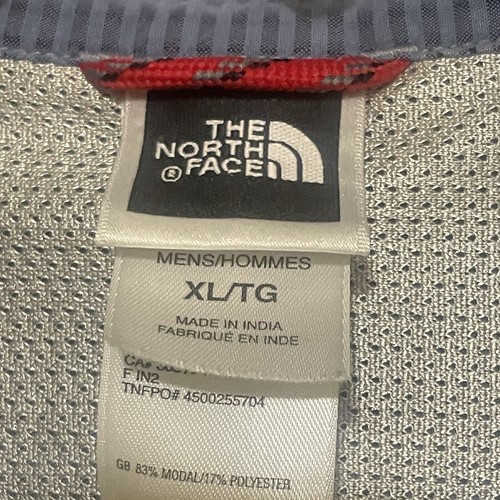 THE
NORTH
FACE
®
MENS/HOMMES
XL/TG
MADE IN INDIA
FABRIQUÉ EN INDE
CA#
F.IN2
TNFPO# 4500255704
GB 83% MODAL/17% POLYESTER